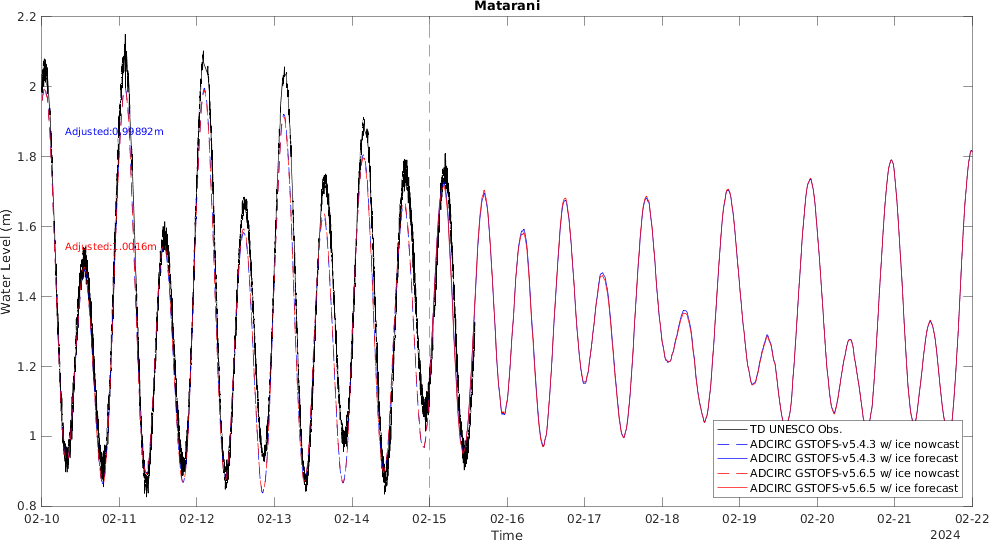 Matarani
2.2
2
1.8
1.6
1.4
1.2
1
0.8
Water Level (m)
Adjusted:0.99892m
Adjusted:1.0016m
TD UNESCO Obs.
ADCIRC GSTOFS-v5.4.3 w/ ice nowcast
ADCIRC GSTOFS-v5.4.3 w/ ice forecast
ADCIRC GSTOFS-v5.6.5 w/ ice nowcast
ADCIRC GSTOFS-v5.6.5 w/ ice forecast
02-10 02-11 02-12 02-13 02-14 02-15 02-16 02-17 02-18 02-19 02-20 02-21 02-22
Time
2024